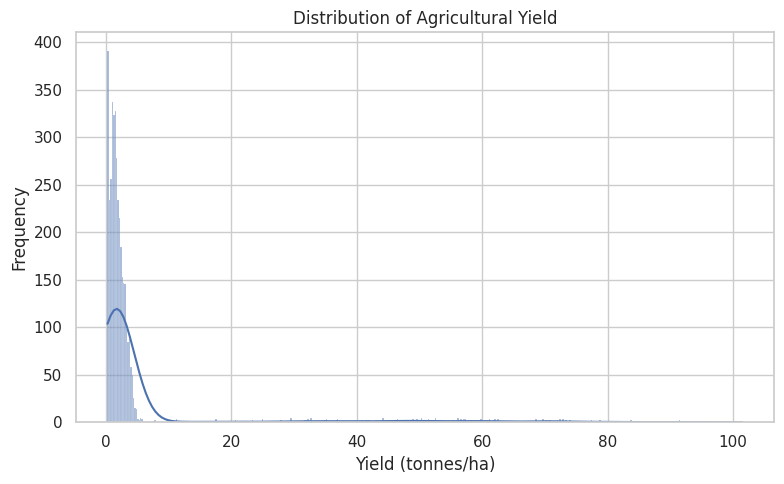 Distribution of Agricultural Yield
400
350
300
250
200
150
100
50
0
Frequency
0 20 40 60 80 100
Yield (tonnes/ha)